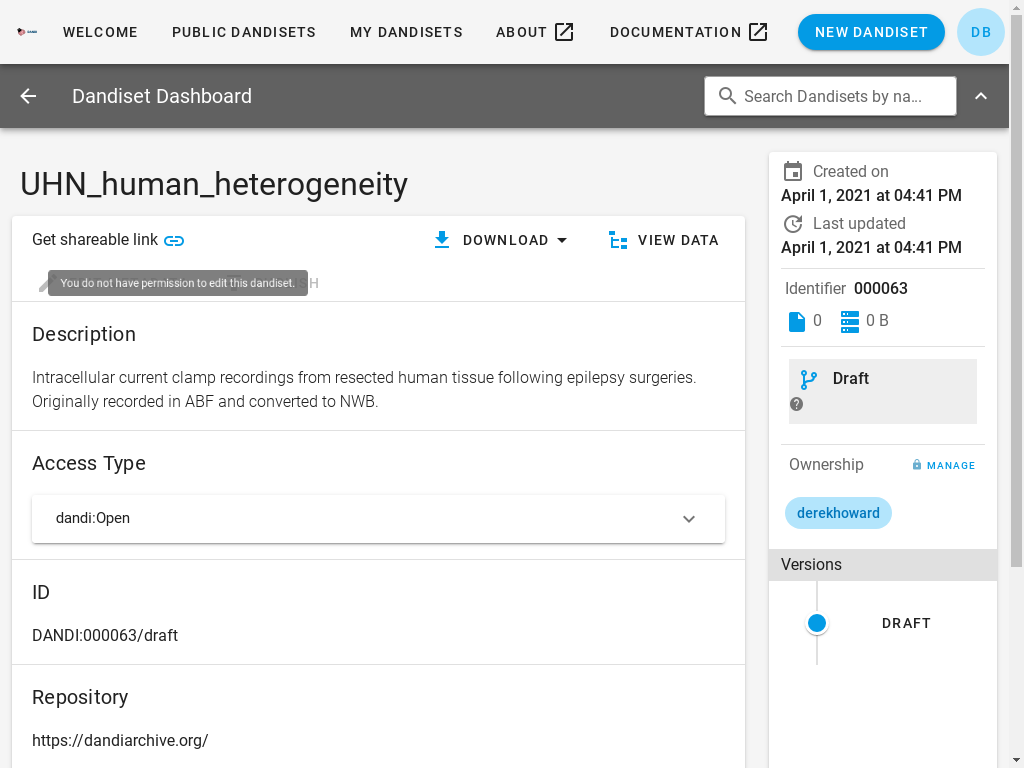 WELCOME PUBLIC DANDISETS MY DANDISETS ABOUT DOCUMENTATION NEW DANDISET DB
Dandiset Dashboard
Search Dandisets by na...
UHN_human_heterogeneity
Get shareable link
DOWNLOAD
VIEW DATA
You do not have permission to edit this dandiset.
Description
Intracellular current clamp recordings from resected human tissue following epilepsy surgeries.
Originally recorded in ABF and converted to NWB.
Access Type
dandi:Open
ID
DANDI:000063/draft
Repository
https://dandiarchive.org/
Created on
April 1, 2021 at 04:41 PM
Last updated
April 1, 2021 at 04:41 PM
Identifier 000063
0 0 B
Draft
Ownership MANAGE
derekhoward
Versions
DRAFT